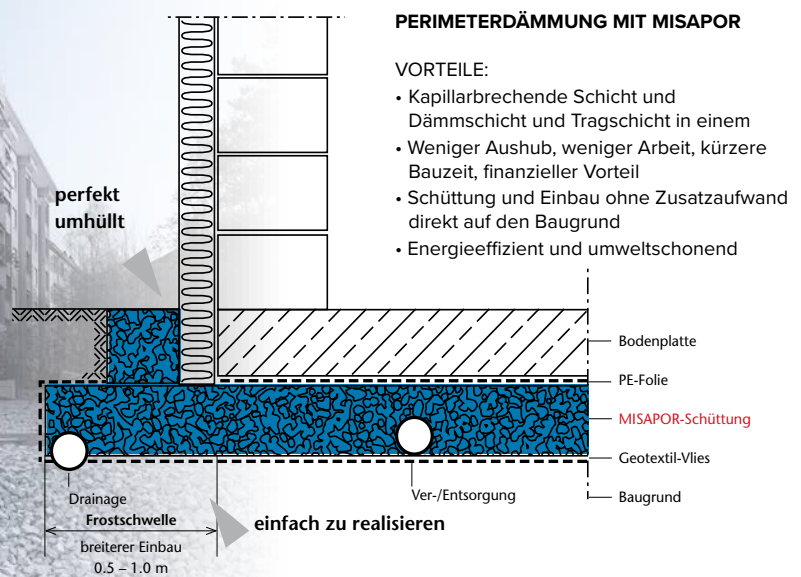 PERIMETERDÄMMUNG MIT MISAPOR
VORTEILE:
• Kapillarbrechende Schicht und
Dämmschicht und Tragschicht in einem
• Weniger Aushub, weniger Arbeit, kürzere
Bauzeit, finanzieller Vorteil
• Schüttung und Einbau ohne Zusatzaufwand
direkt auf den Baugrund
• Energieeffizient und umweltschonend
perfekt
umhüllt
Bodenplatte
PE-Folie
MISAPOR-Schüttung
Geotextil-Vlies
Baugrund
Drainage
Ver-/Entsorgung
Frostschwelle
einfach zu realisieren
breiterer Einbau
0.5 – 1.0 m